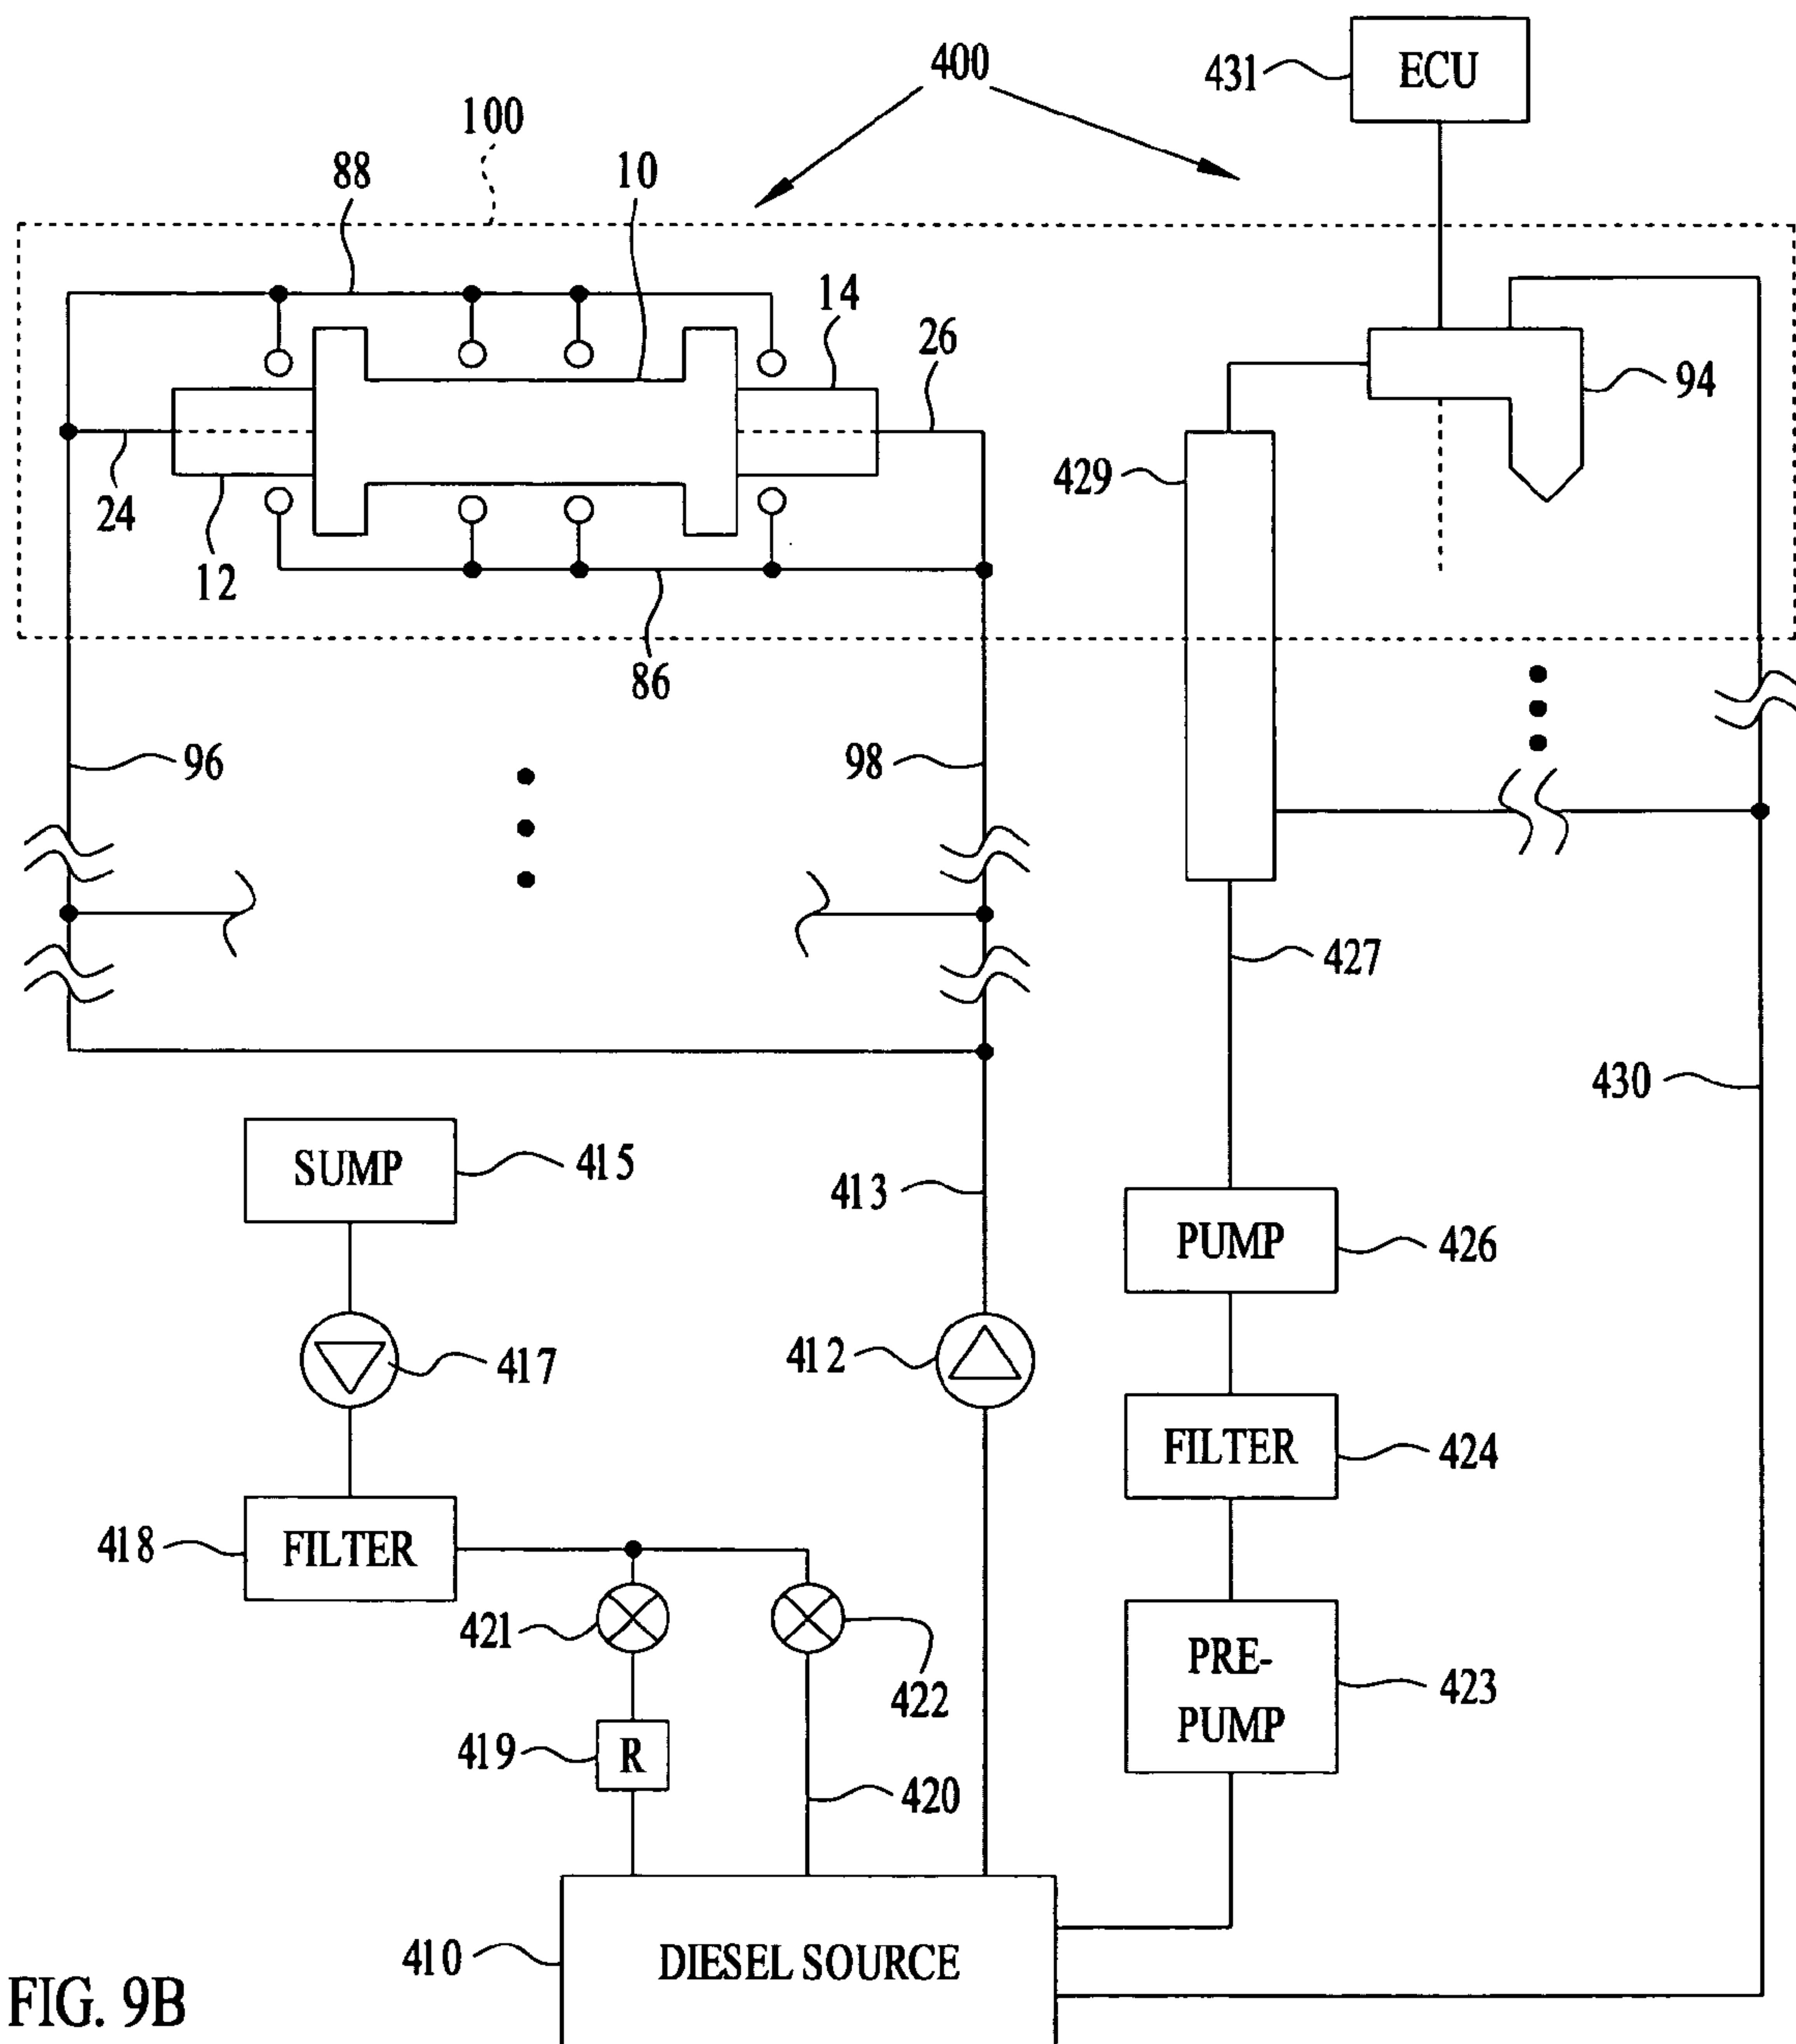 ECU
431
400
100
88
10
14
26
94
24
12
429
86
96
98
427
430
SUMP
415
413
PUMP
426
417
412
FILTER
424
418
FILTER
421
422
PRE-
PUMP
423
419
R
420
410
DIESEL SOURCE
FIG. 9B